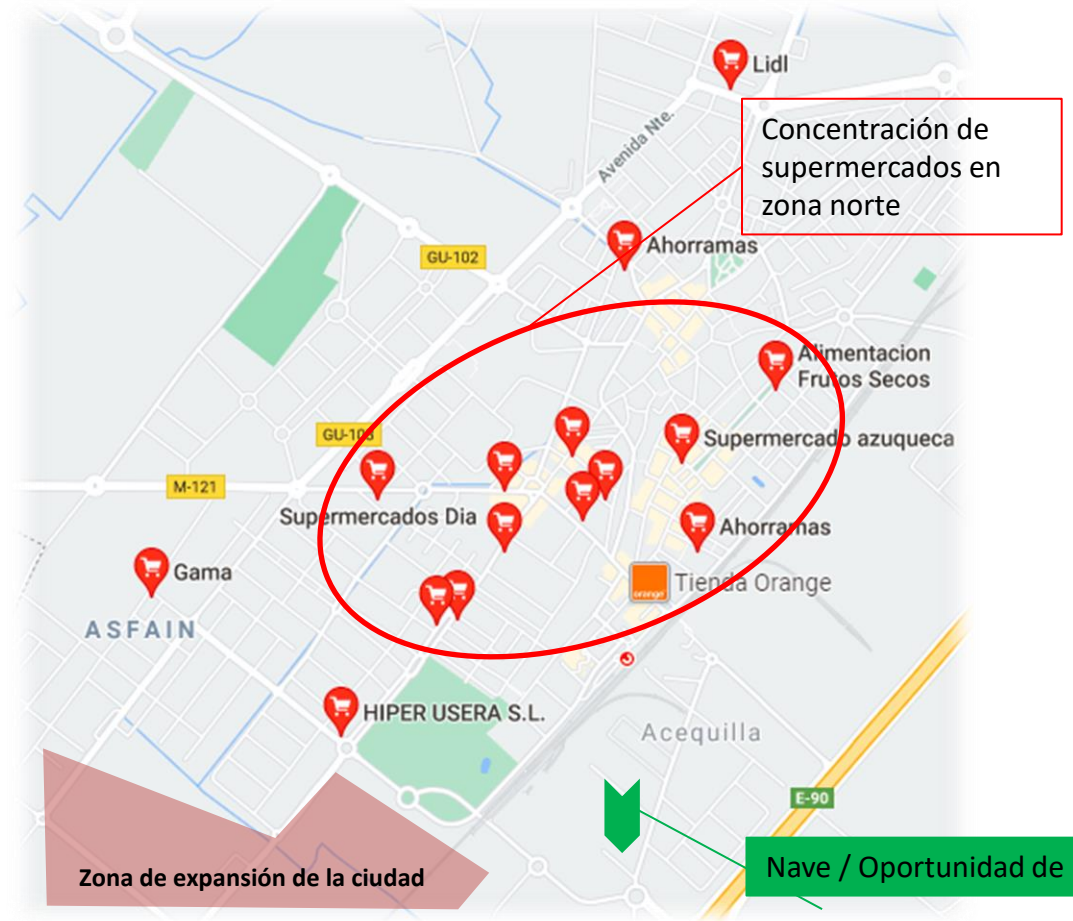 Lidl
Concentración de
supermercados en
zona norte
Avenida Nte.
Ahorramas
GU-102
Alimentacion
Frutos Secos
GU-103
Supermercado azuqueca
M-121
Supermercados Dia
Ahorramas
Gama
orange
Tienda Orange
ASFAIN
HIPER USERA S.L.
Acequilla
E-90
Nave / Oportunidad de
Zona de expansión de la ciudad